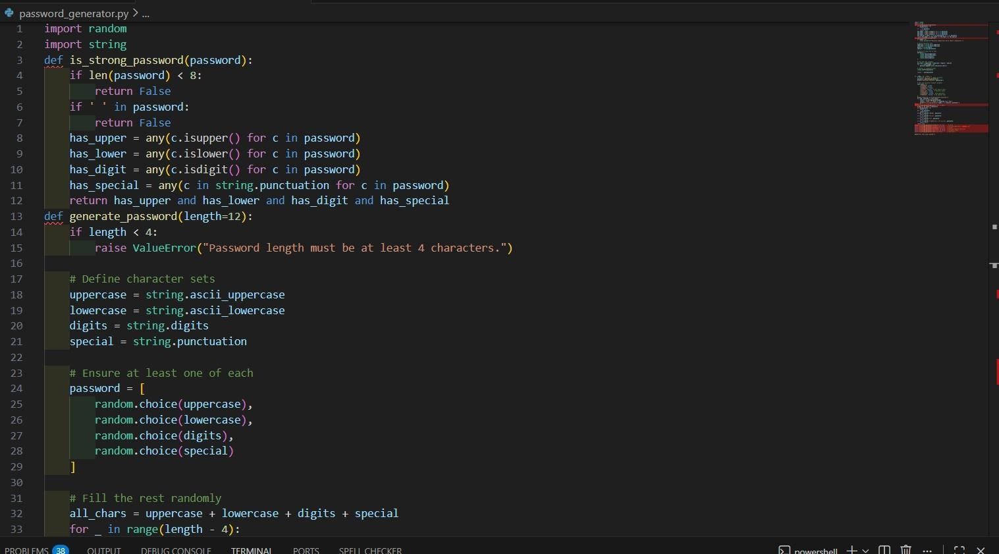 password_generator.py > ...
1 import random
2 import string
3 def is_strong_password(password):
4     if len(password) < 8:
5         return False
6     if ' ' in password:
7         return False
8     has_upper = any(c.isupper() for c in password)
9     has_lower = any(c.islower() for c in password)
10     has_digit = any(c.isdigit() for c in password)
11     has_special = any(c in string.punctuation for c in password)
12     return has_upper and has_lower and has_digit and has_special
13 def generate_password(length=12):
14     if length < 4:
15         raise ValueError("Password length must be at least 4 characters.")
16
17     # Define character sets
18     uppercase = string.ascii_uppercase
19     lowercase = string.ascii_lowercase
20     digits = string.digits
21     special = string.punctuation
22
23     # Ensure at least one of each
24     password = [
25         random.choice(uppercase),
26         random.choice(lowercase),
27         random.choice(digits),
28         random.choice(special)
29     ]
30
31     # Fill the rest randomly
32     all_chars = uppercase + lowercase + digits + special
33     for _ in range(length - 4):
PROBLEMS 38 OUTPUT DEBUG CONSOLE TERMINAL PORTS SPELL CHECKER powershell